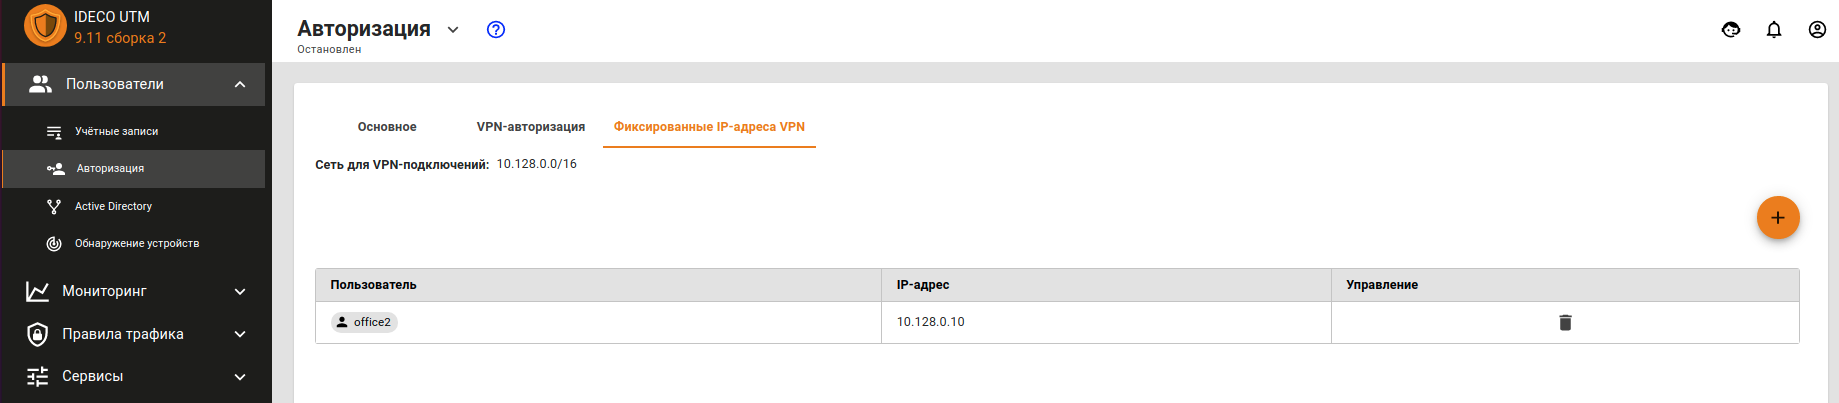 IDECO UTM
9.11 сборка 2
Пользователи
Учётные записи
Авторизация
Active Directory
Обнаружение устройств
Мониторинг
Правила трафика
Сервисы
Авторизация
Остановлен
Основное VPN-авторизация Фиксированные IP-адреса VPN
Сеть для VPN-подключений: 10.128.0.0/16
Пользователь IP-адрес Управление
office2 10.128.0.10